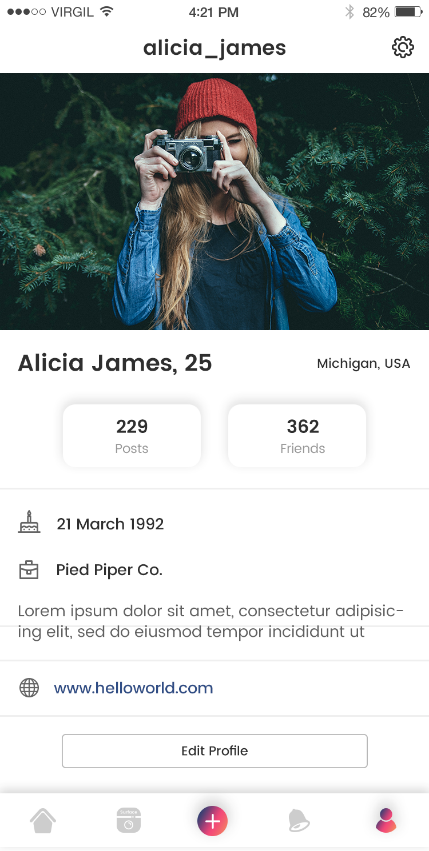 VIRGIL 4:21 PM 82%
alicia_james
Alicia James, 25 Michigan, USA
229 362
Posts Friends
21 March 1992
Pied Piper Co.
Lorem ipsum dolor sit amet, consectetur adipisic-
ing elit, sed do eiusmod tempor incididunt ut
www.helloworld.com
Edit Profile